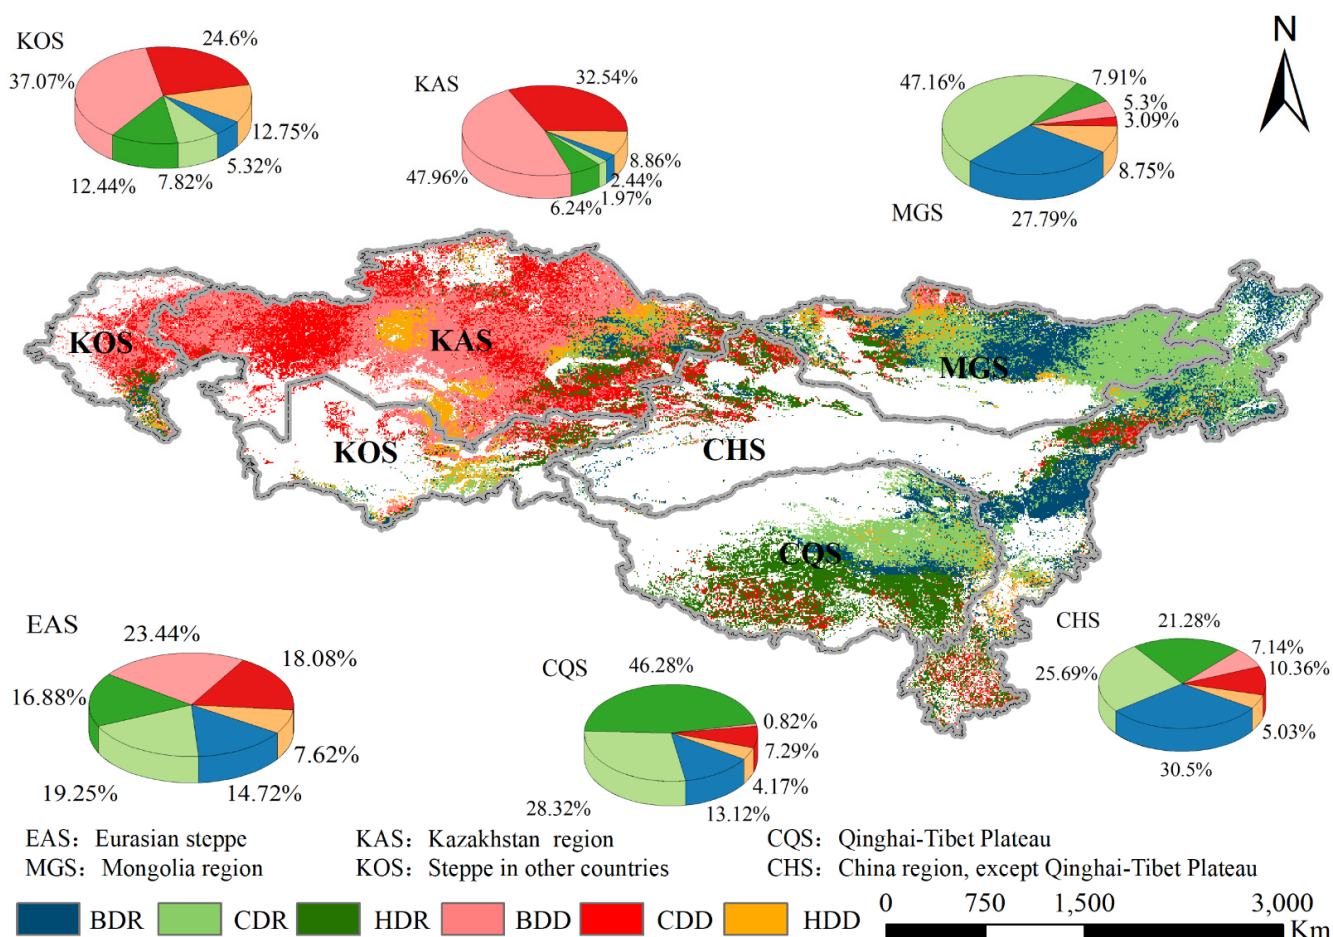 KOS
24.6%
37.07%
12.75%
5.32%
7.82%
12.44%
KAS
32.54%
8.86%
2.44%
1.97%
6.24%
47.96%
47.16%
7.91%
5.3%
3.09%
8.75%
27.79%
MGS
N
KOS
KAS
MGS
KOS
CHS
CQS
EAS
23.44%
18.08%
16.88%
7.62%
19.25%
14.72%
CQS
46.28%
0.82%
7.29%
4.17%
13.12%
28.32%
CHS
21.28%
7.14%
10.36%
25.69%
5.03%
30.5%
EAS: Eurasian steppe KAS: Kazakhstan region CQS: Qinghai-Tibet Plateau
MGS: Mongolia region KOS: Steppe in other countries CHS: China region, except Qinghai-Tibet Plateau
BDR CDR HDR BDD CDD HDD
0 750 1,500 3,000
Km